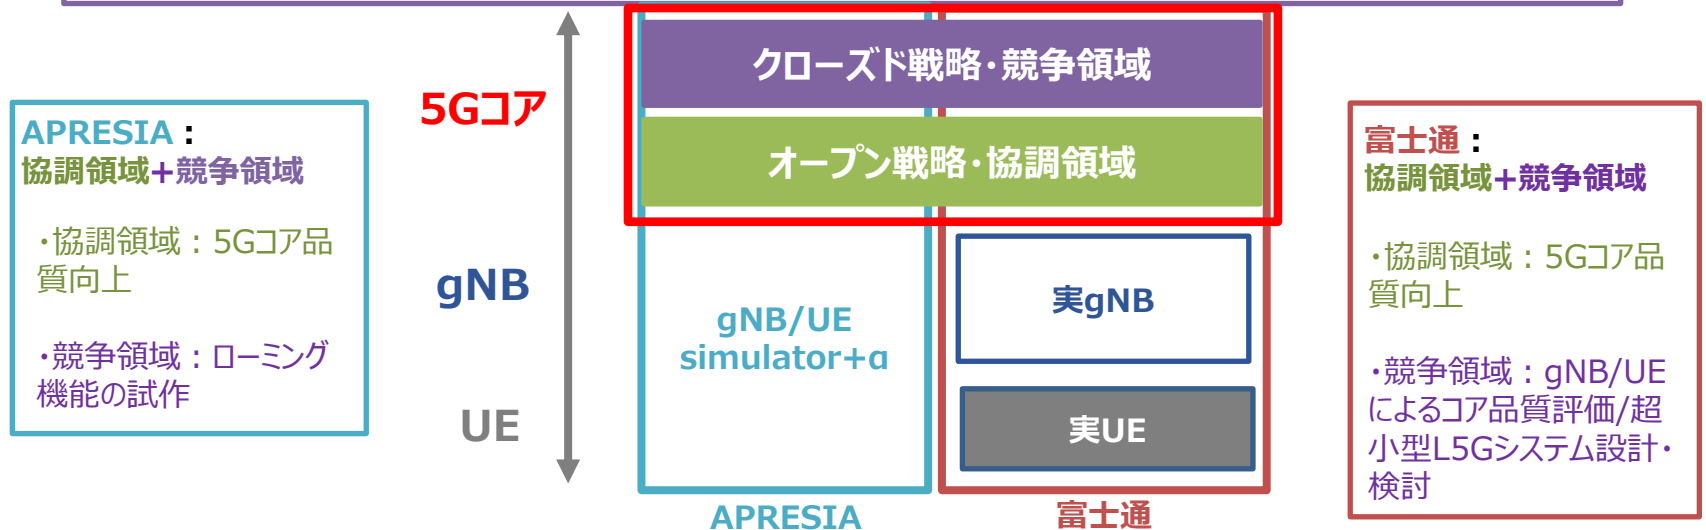 APRESIA：
協調領域+競争領域
・協調領域：5Gコア品
質向上
・競争領域：ローミング
機能の試作
5Gコア
gNB
UE
クローズド戦略・競争領域
オープン戦略・協調領域
gNB/UE
simulator+α
実gNB
実UE
APRESIA
富士通
富士通：
協調領域+競争領域
・協調領域：5Gコア品
質向上
・競争領域：gNB/UE
によるコア品質評価/超
小型L5Gシステム設計・
検討